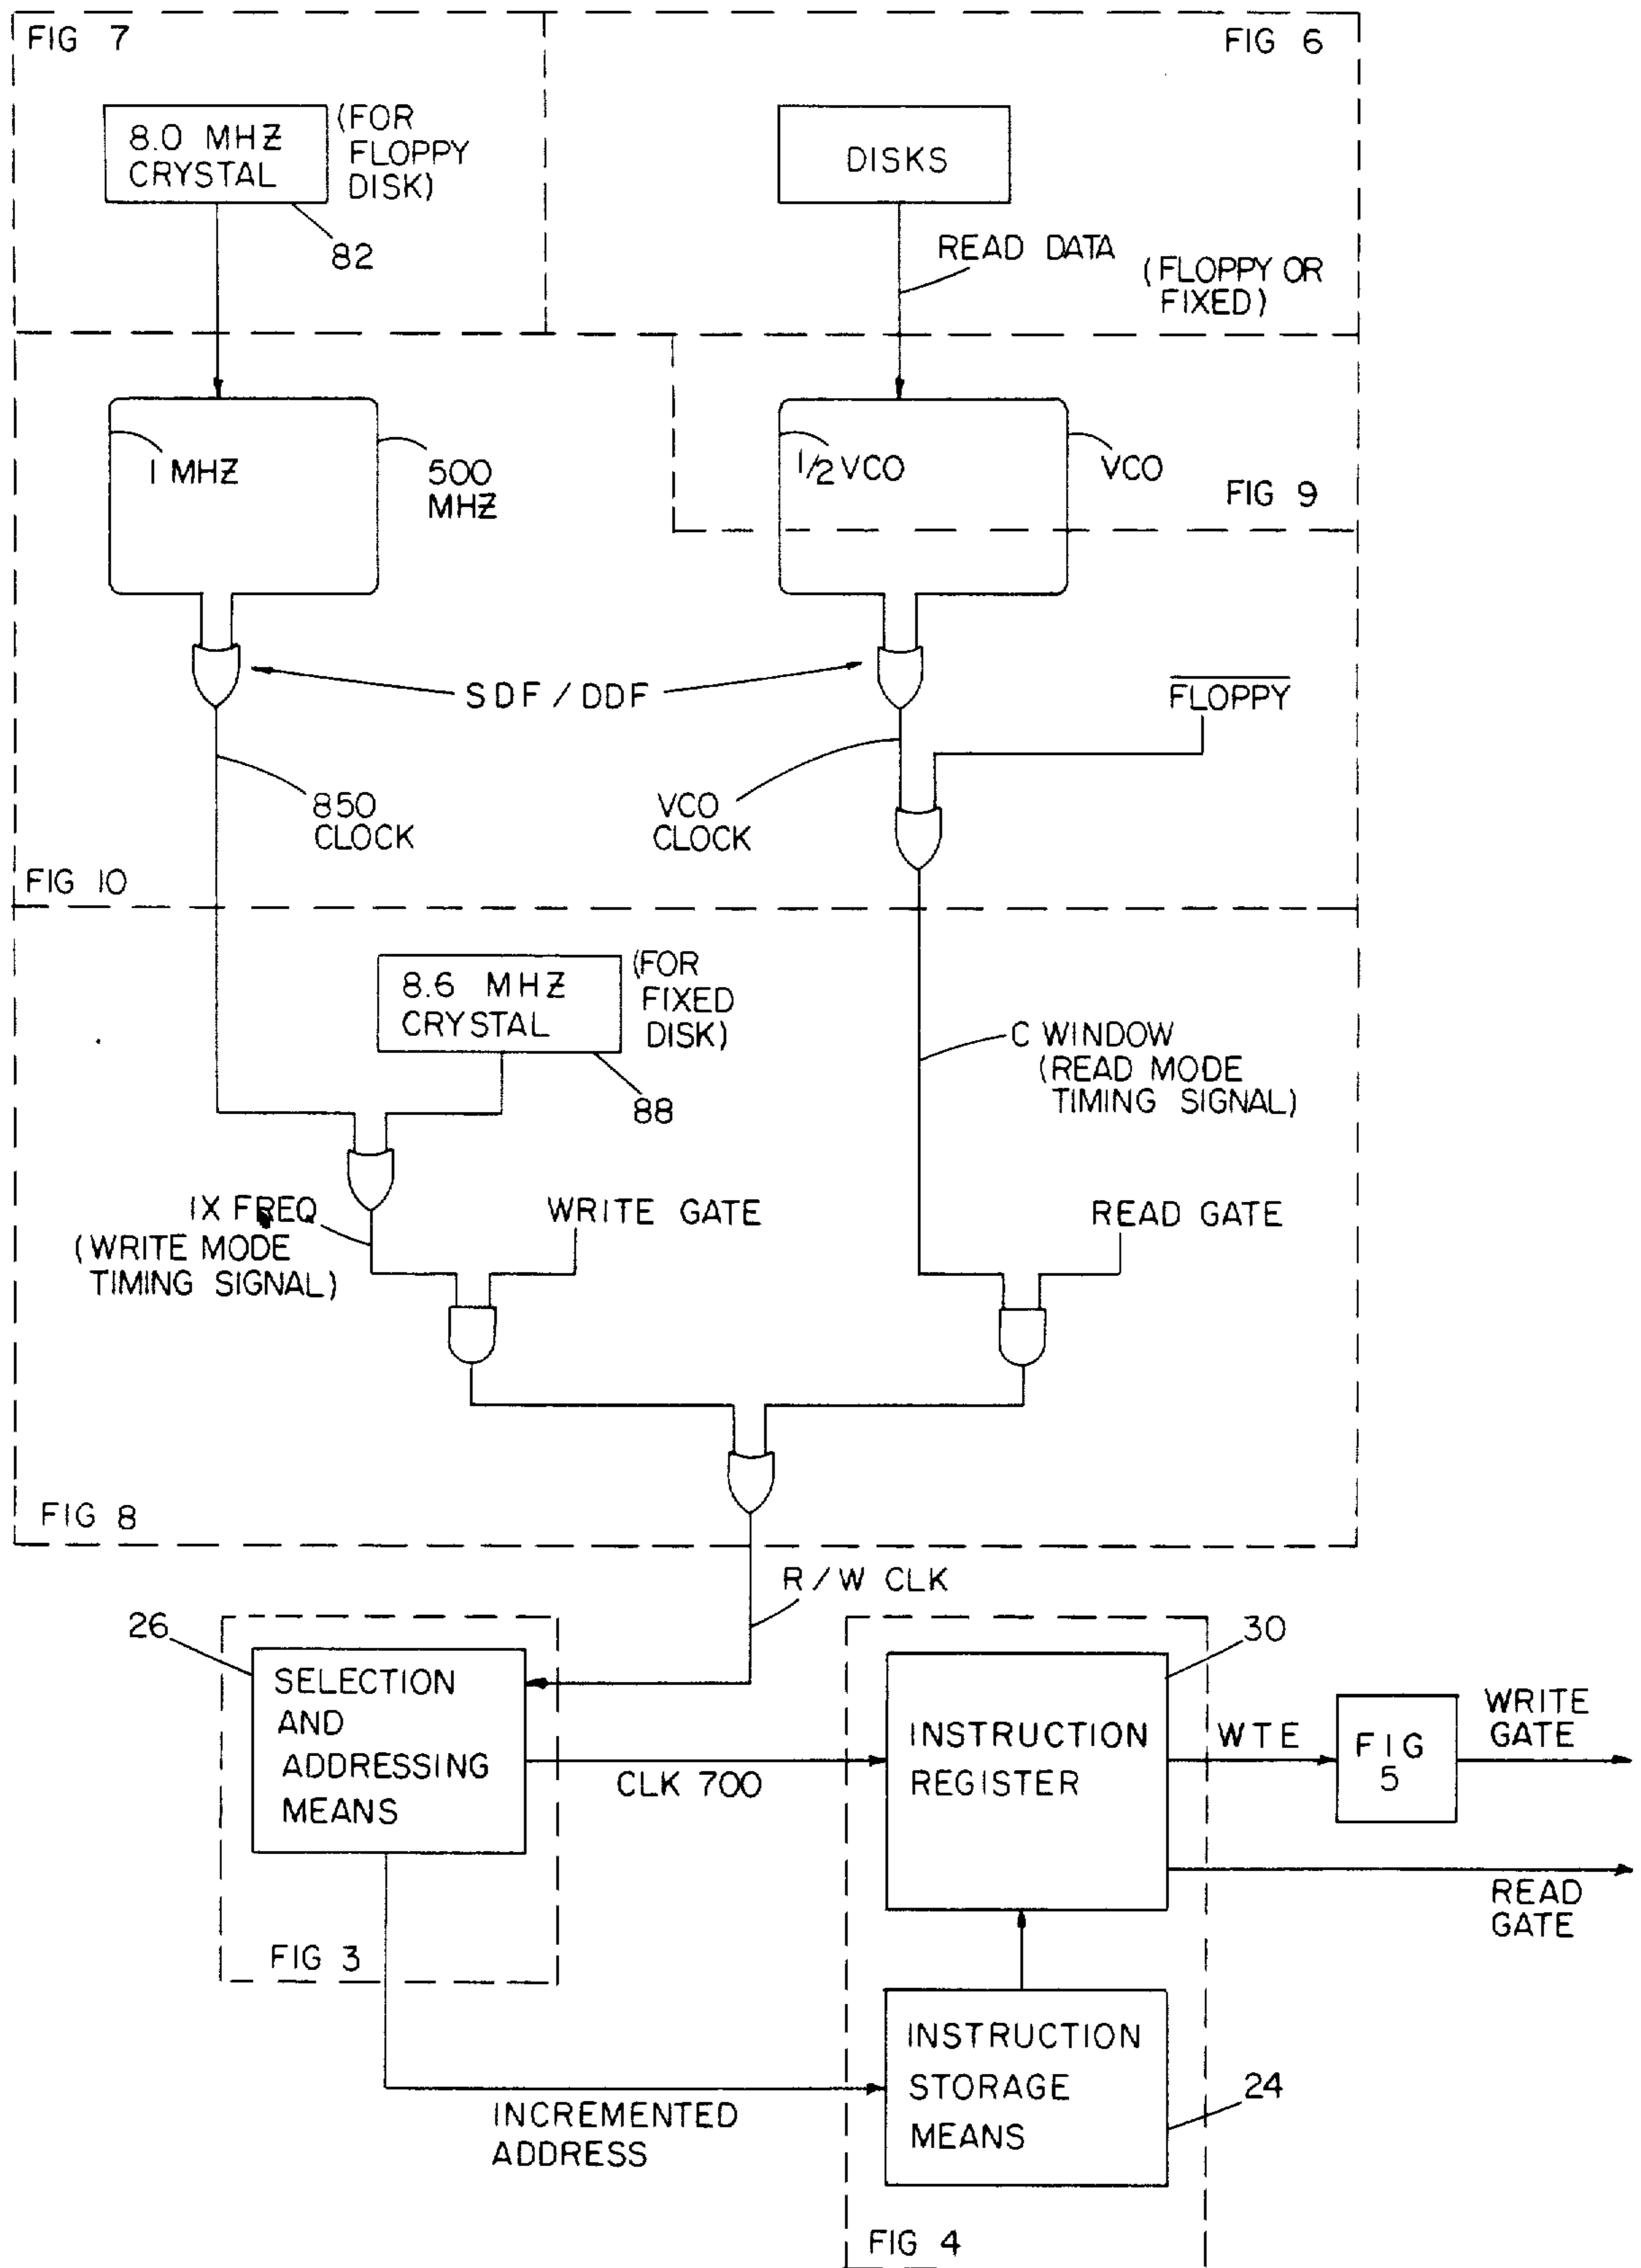 FIG 7
FIG 6
8.0 MHZ
CRYSTAL
(FOR
FLOPPY
DISK)
82
DISKS
READ DATA
(FLOPPY OR
FIXED)
1 MHZ
500
MHZ
1/2 VCO
VCO
FIG 9
SDF / DDF
FLOPPY
850
CLOCK
VCO
CLOCK
FIG 10
8.6 MHZ
CRYSTAL
(FOR
FIXED
DISK)
88
C WINDOW
(READ MODE
TIMING SIGNAL)
1X FREQ
(WRITE MODE
TIMING SIGNAL)
WRITE GATE
READ GATE
FIG 8
R/W CLK
26
SELECTION
AND
ADDRESSING
MEANS
FIG 3
CLK 700
30
INSTRUCTION
REGISTER
WTE
FIG
5
WRITE
GATE
READ
GATE
INSTRUCTION
STORAGE
MEANS
24
INCREMENTED
ADDRESS
FIG 4